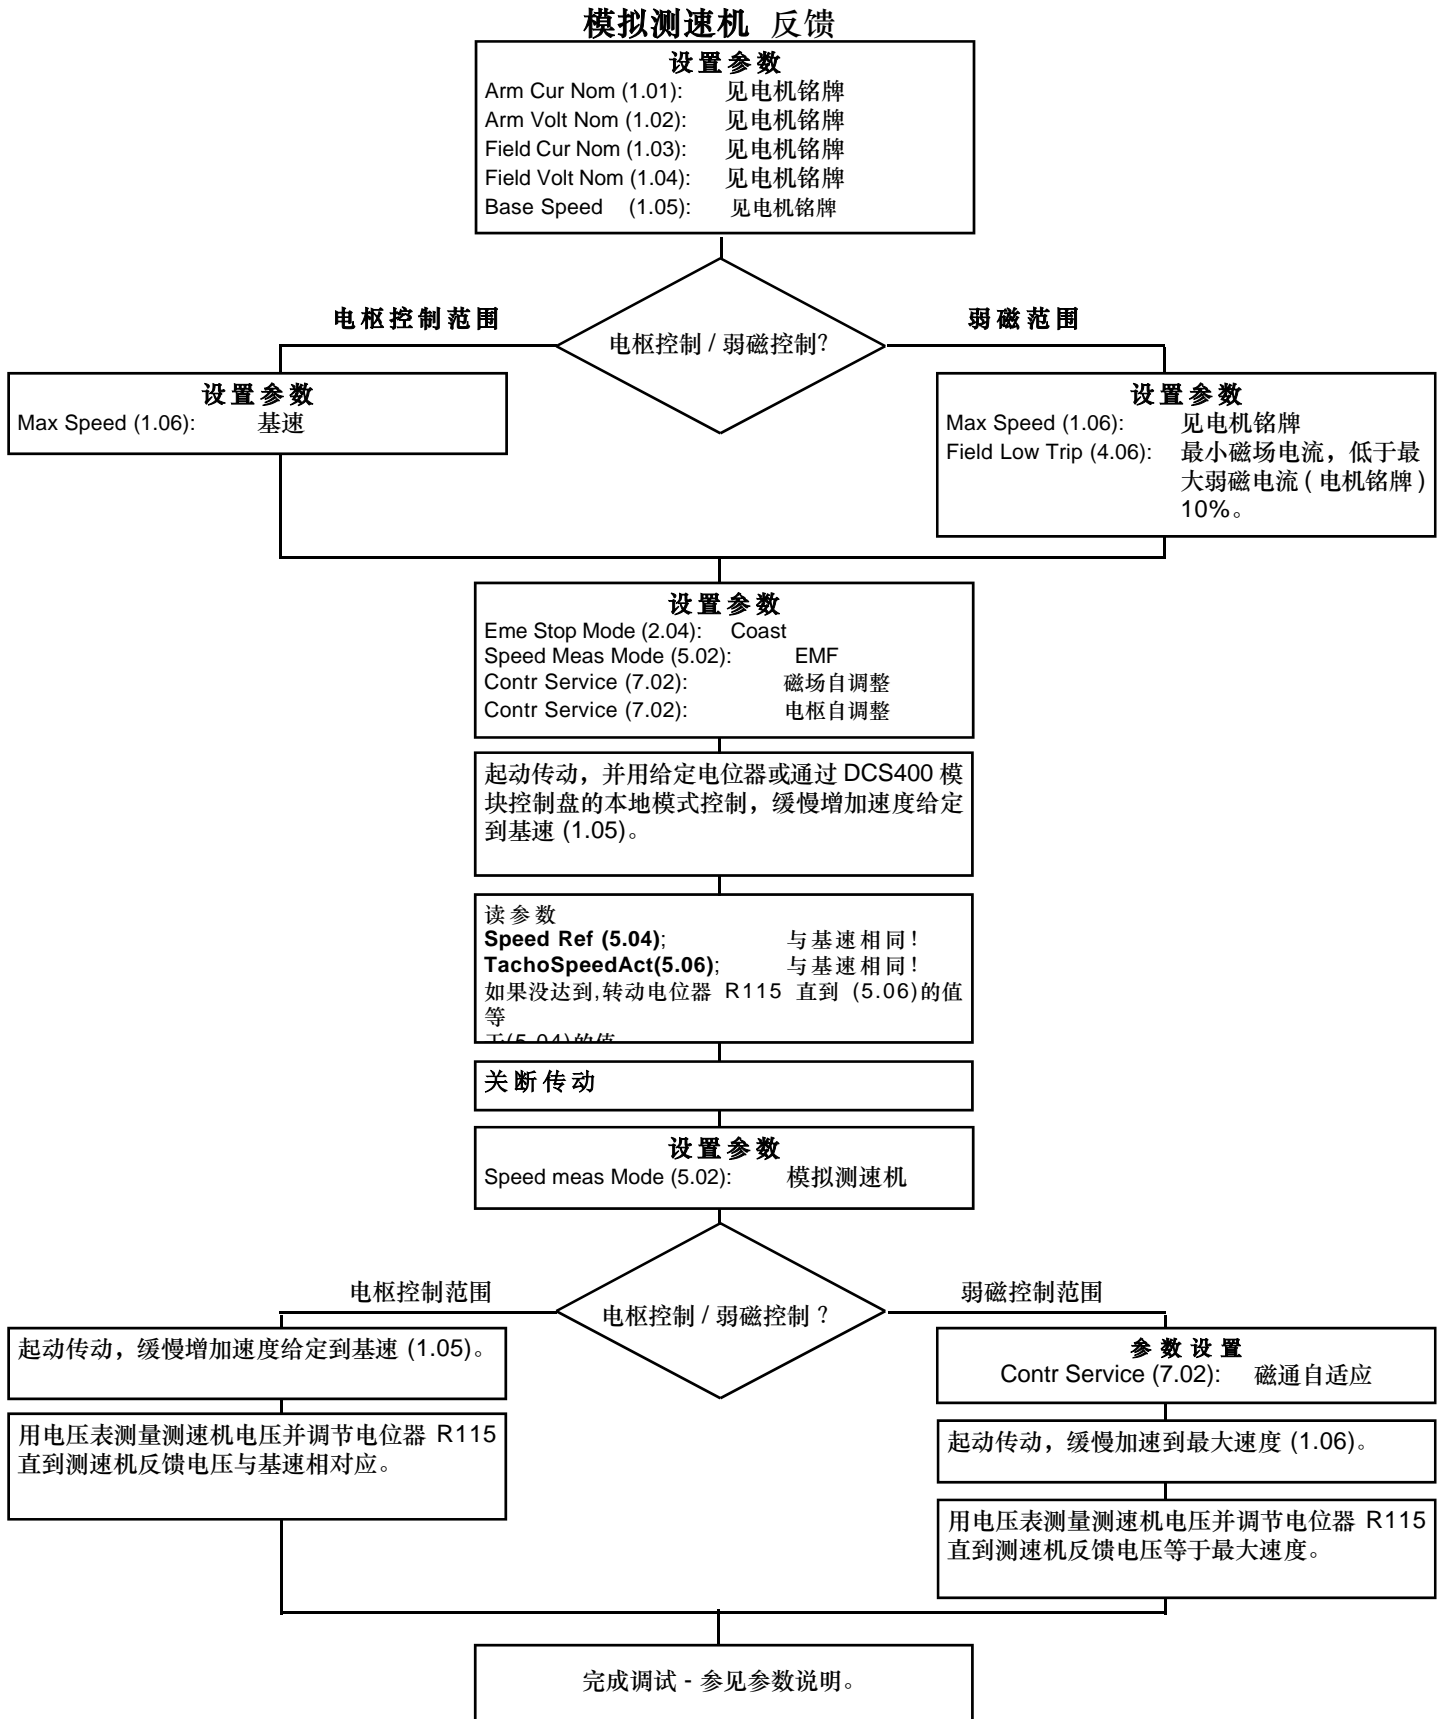 模拟测速机 反馈
设置参数
Arm Cur Nom (1.01): 见电机铭牌
Arm Volt Nom (1.02): 见电机铭牌
Field Cur Nom (1.03): 见电机铭牌
Field Volt Nom (1.04): 见电机铭牌
Base Speed (1.05): 见电机铭牌
电枢控制范围
电枢控制 / 弱磁控制?
弱磁范围
设置参数
Max Speed (1.06): 基速
设置参数
Max Speed (1.06): 见电机铭牌
Field Low Trip (4.06): 最小磁场电流，低于最
大弱磁电流 ( 电机铭牌 )
10%。
设置参数
Eme Stop Mode (2.04): Coast
Speed Meas Mode (5.02): EMF
Contr Service (7.02): 磁场自调整
Contr Service (7.02): 电枢自调整
起动传动，并用给定电位器或通过 DCS400 模
块控制盘的本地模式控制，缓慢增加速度给定
到基速 (1.05)。
读参数
Speed Ref (5.04); 与基速相同!
TachoSpeedAct(5.06); 与基速相同!
如果没达到,转动电位器 R115 直到 (5.06)的值
等
于(5.04)的值
关断传动
设置参数
Speed meas Mode (5.02): 模拟测速机
电枢控制范围
电枢控制 / 弱磁控制 ?
弱磁控制范围
起动传动，缓慢增加速度给定到基速 (1.05)。
用电压表测量测速机电压并调节电位器 R115
直到测速机反馈电压与基速相对应。
参数设置
Contr Service (7.02): 磁通自适应
起动传动，缓慢加速到最大速度 (1.06)。
用电压表测量测速机电压并调节电位器 R115
直到测速机反馈电压等于最大速度。
完成调试 - 参见参数说明。